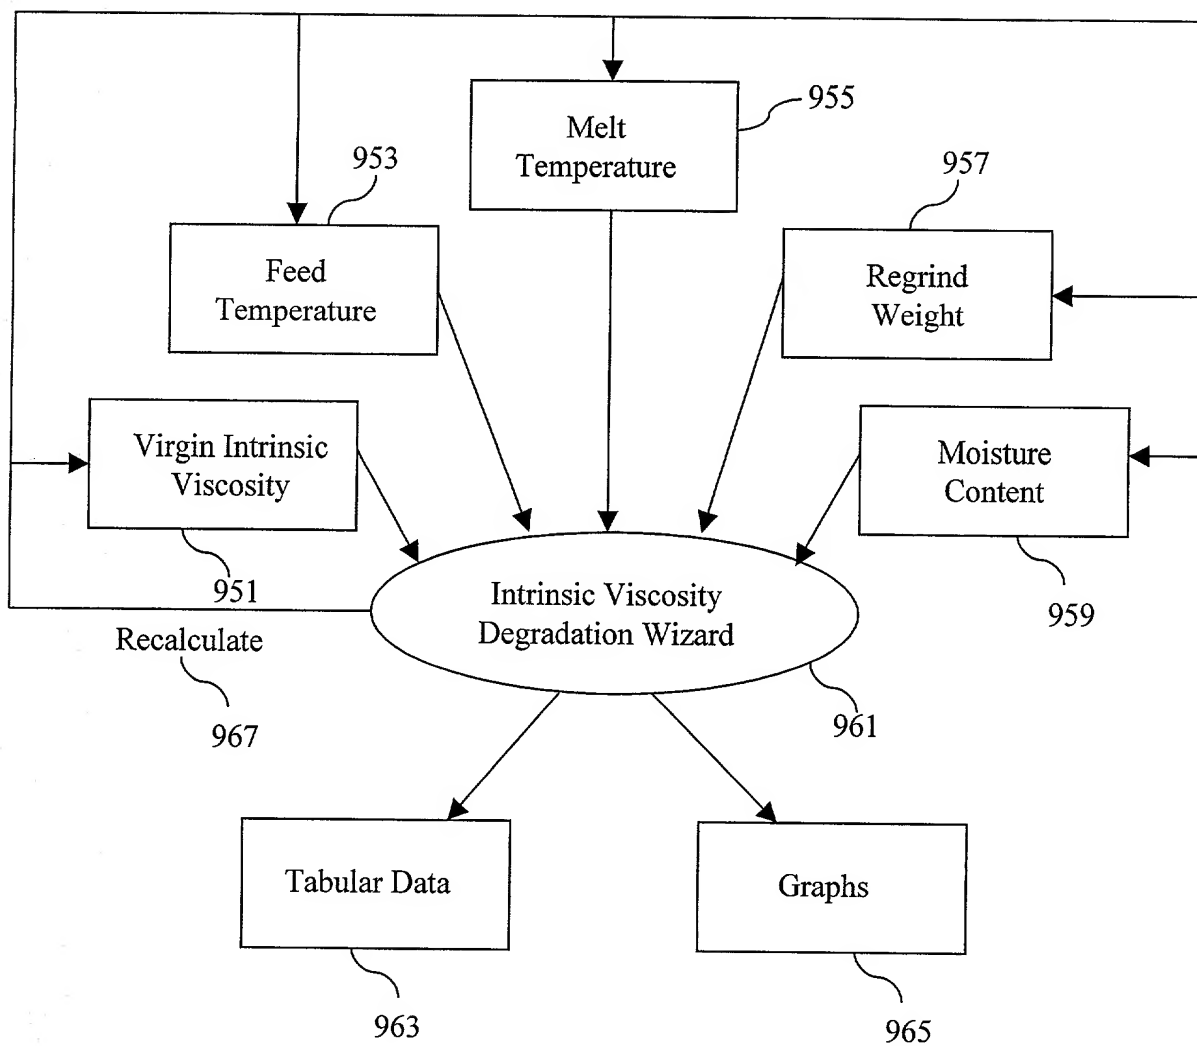 955
Melt
Temperature
953
957
Feed
Temperature
Regrind
Weight
Virgin Intrinsic
Viscosity
Moisture
Content
951
959
Intrinsic Viscosity
Degradation Wizard
Recalculate
967
961
Tabular Data
Graphs
963
965